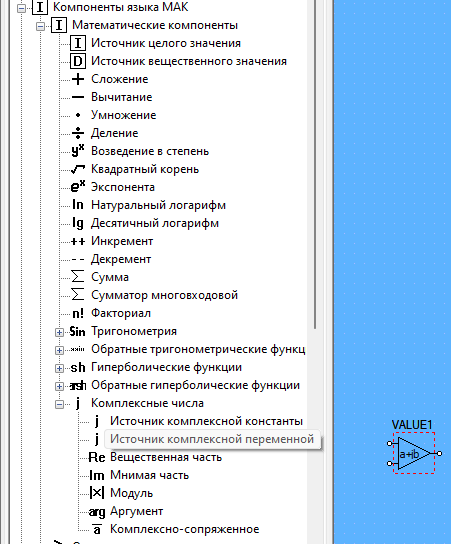 I Компоненты языка МАК
Математические компоненты
I Источник целого значения
D Источник вещественного значения
+ Сложение
− Вычитание
• Умножение
÷ Деление
yˣ Возведение в степень
√ Квадратный корень
eˣ Экспонента
ln Натуральный логарифм
lg Десятичный логарифм
++ Инкремент
-- Декремент
∑ Сумма
∑ Сумматор многовходовой
n! Факториал
Sin Тригонометрия
Обратные тригонометрические функц
sh Гиперболические функции
Обратные гиперболические функции
j Комплексные числа
j Источник комплексной константы
j Источник комплексной переменной
Re Вещественная часть
Im Мнимая часть
|X| Модуль
arg Аргумент
a̅ Комплексно-сопряженное
VALUE1
a+ib